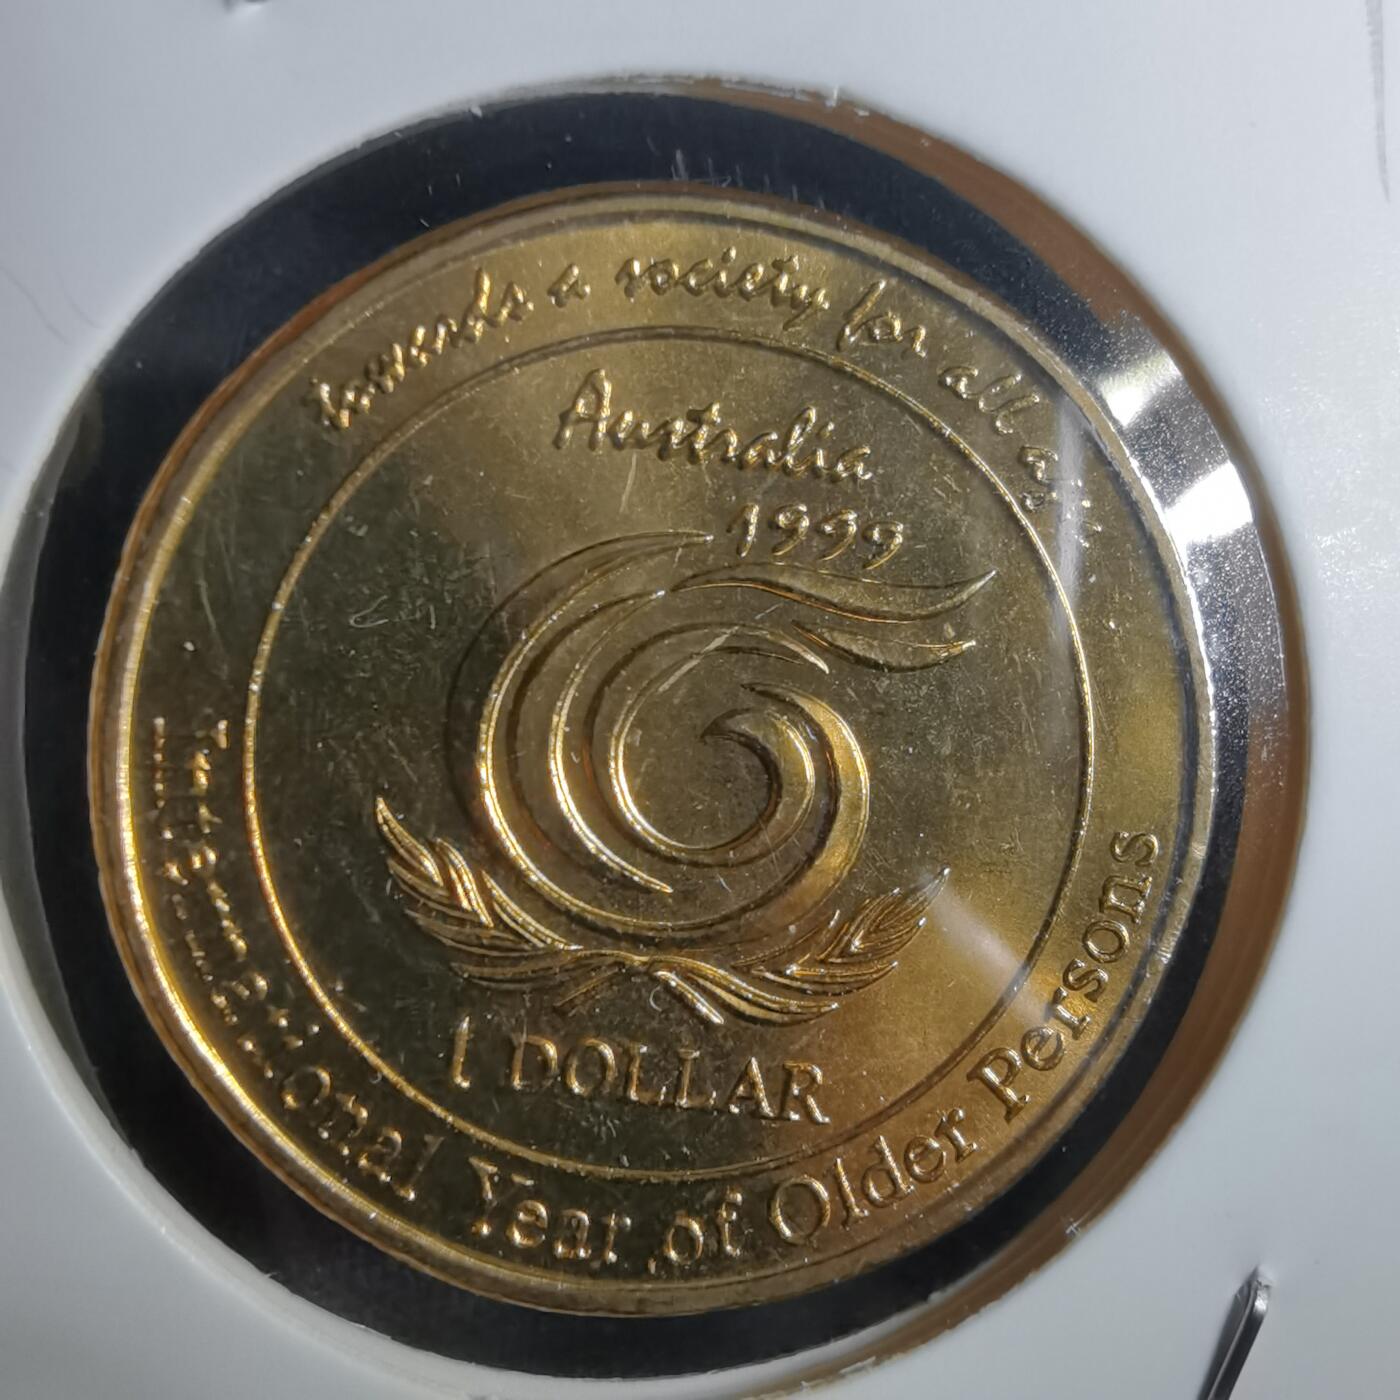 towards a society for all
Australia
1999
1 DOLLAR
Year of Older Persons